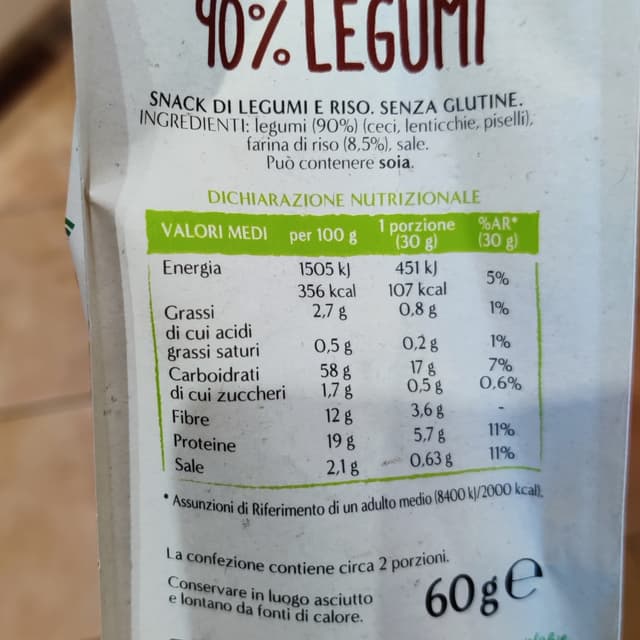 90% LEGUMI
SNACK DI LEGUMI E RISO. SENZA GLUTINE.
INGREDIENTI: legumi (90%) (ceci, lenticchie, piselli),
farina di riso (8,5%), sale.
Può contenere soia.
DICHIARAZIONE NUTRIZIONALE
VALORI MEDI per 100 g 1 porzione (30 g) %AR* (30 g)
Energia 1505 kJ 451 kJ 5%
356 kcal 107 kcal
Grassi 2,7 g 0,8 g 1%
di cui acidi
grassi saturi 0,5 g 0,2 g 1%
Carboidrati 58 g 17 g 7%
di cui zuccheri 1,7 g 0,5 g 0,6%
Fibre 12 g 3,6 g -
Proteine 19 g 5,7 g 11%
Sale 2,1 g 0,63 g 11%
* Assunzioni di Riferimento di un adulto medio (8400 kJ/2000 kcal).
La confezione contiene circa 2 porzioni.
Conservare in luogo asciutto
e lontano da fonti di calore.
60g e